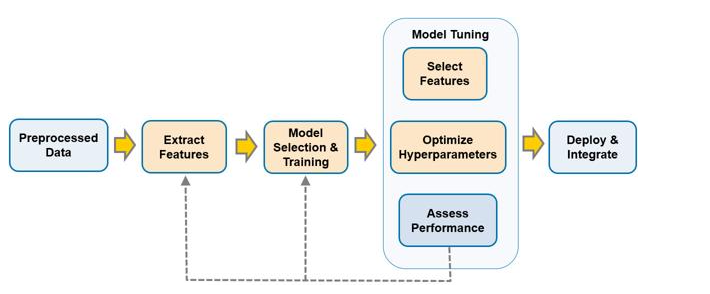 Preprocessed
Data
Extract
Features
Model
Selection &
Training
Model Tuning
Select
Features
Optimize
Hyperparameters
Assess
Performance
Deploy &
Integrate